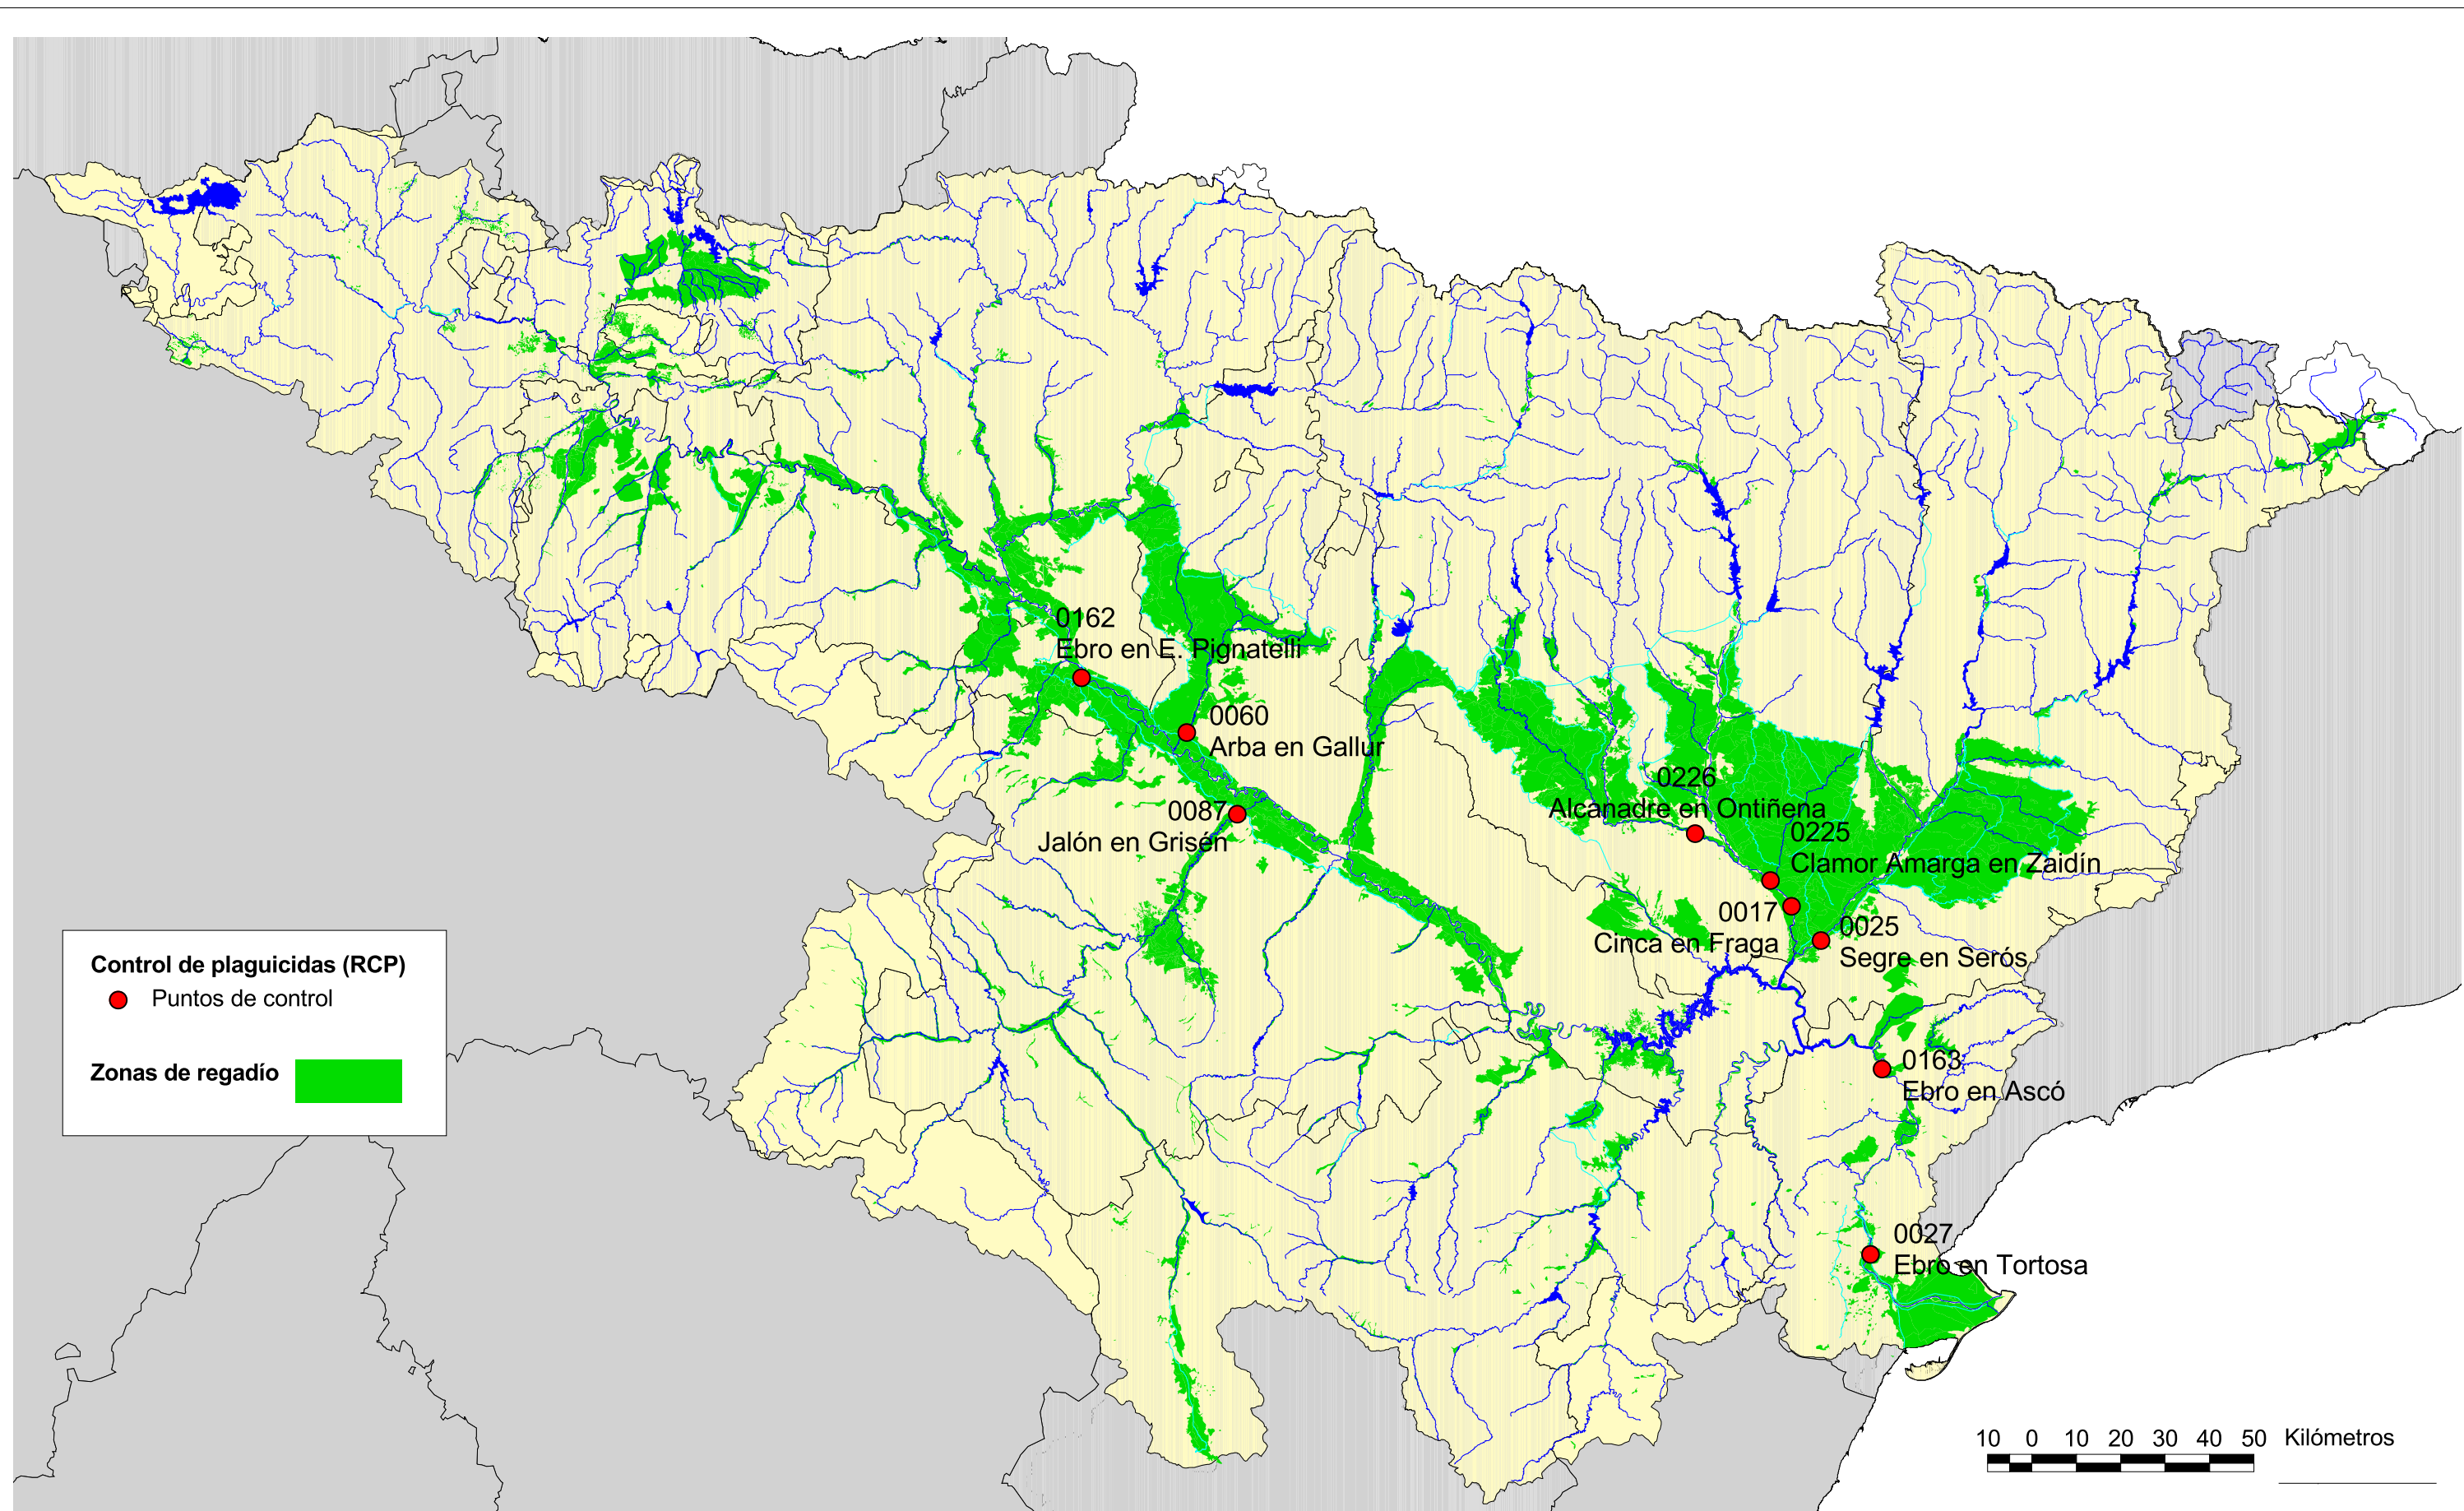 0162
Ebro en E. Pignatelli
0060
Arba en Gallur
0226
Alcanadre en Ontiñena
0087
Jalón en Grisén
0225
Clamor Amarga en Zaidín
0017
Cinca en Fraga
0025
Segre en Serós
Control de plaguicidas (RCP)
Puntos de control
Zonas de regadío
0163
Ebro en Ascó
0027
Ebro en Tortosa
10 0 10 20 30 40 50 Kilómetros